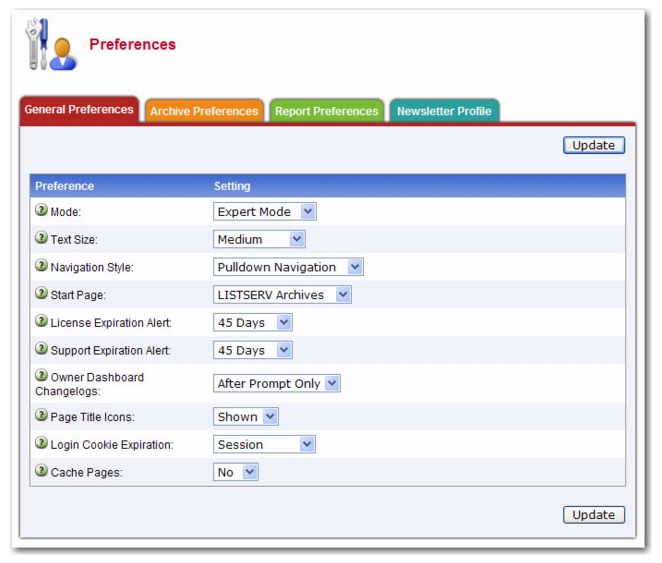 Preferences
General Preferences Archive Preferences Report Preferences Newsletter Profile
Update
Preference Setting
Mode: Expert Mode
Text Size: Medium
Navigation Style: Pulldown Navigation
Start Page: LISTSERV Archives
License Expiration Alert: 45 Days
Support Expiration Alert: 45 Days
Owner Dashboard
Changelogs: After Prompt Only
Page Title Icons: Shown
Login Cookie Expiration: Session
Cache Pages: No
Update